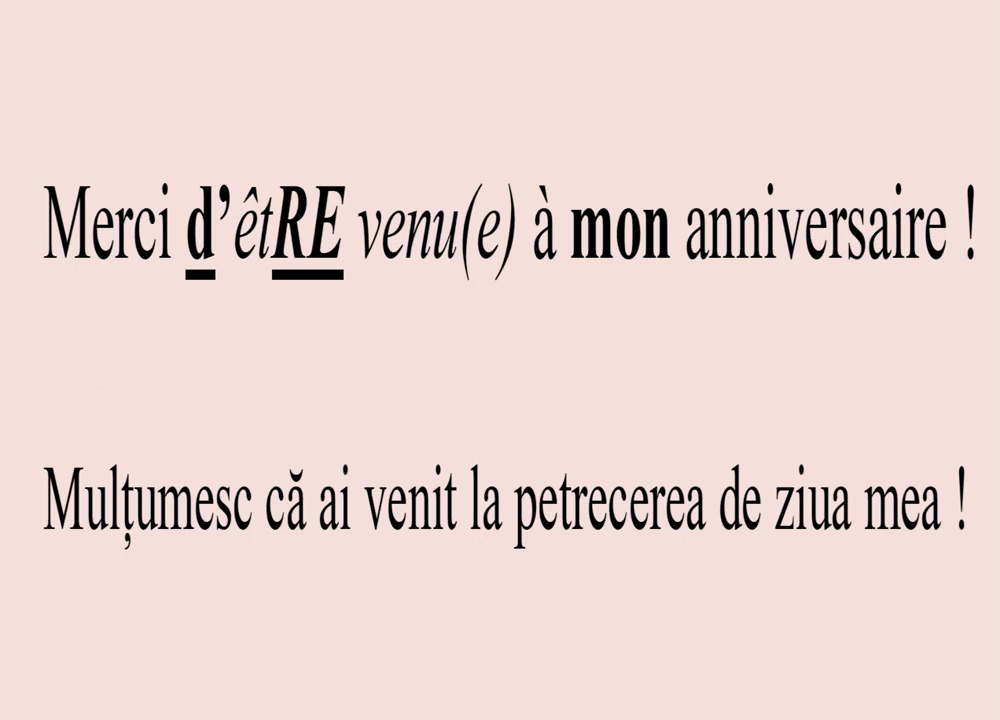 Merci d’êtRE venu(e) à mon anniversaire !
Mulțumesc că ai venit la petrecerea de ziua mea !